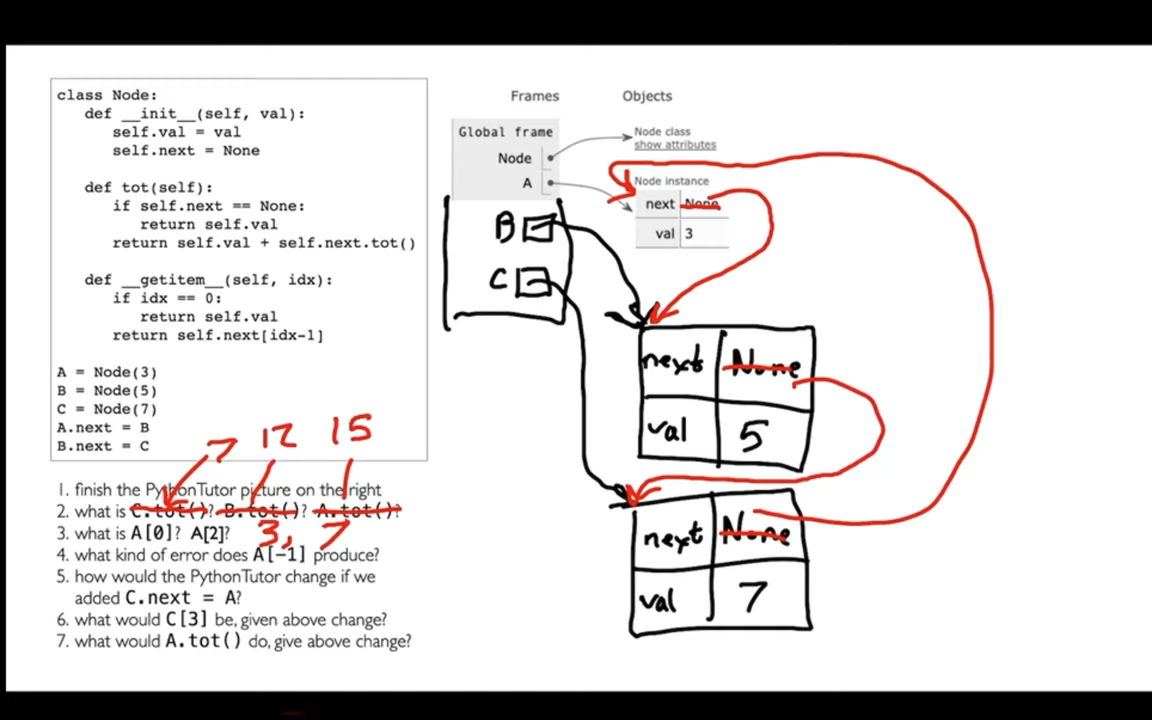 class Node:
def __init__(self, val):
self.val = val
self.next = None
def tot(self):
if self.next == None:
return self.val
return self.val + self.next.tot()
def __getitem__(self, idx):
if idx == 0:
return self.val
return self.next[idx-1]
A = Node(3)
B = Node(5)
C = Node(7)
A.next = B
B.next = C
7 12 15
1. finish the PythonTutor picture on the right
2. what is C.tot()? B.tot()? A.tot()?
3. what is A[0]? A[2]?
3, 7
4. what kind of error does A[-1] produce?
5. how would the PythonTutor change if we
added C.next = A?
6. what would C[3] be, given above change?
7. what would A.tot() do, give above change?
Frames Objects
Global frame
Node
A
B
C
Node class
show attributes
Node instance
next None
val 3
next None
val 5
next None
val 7